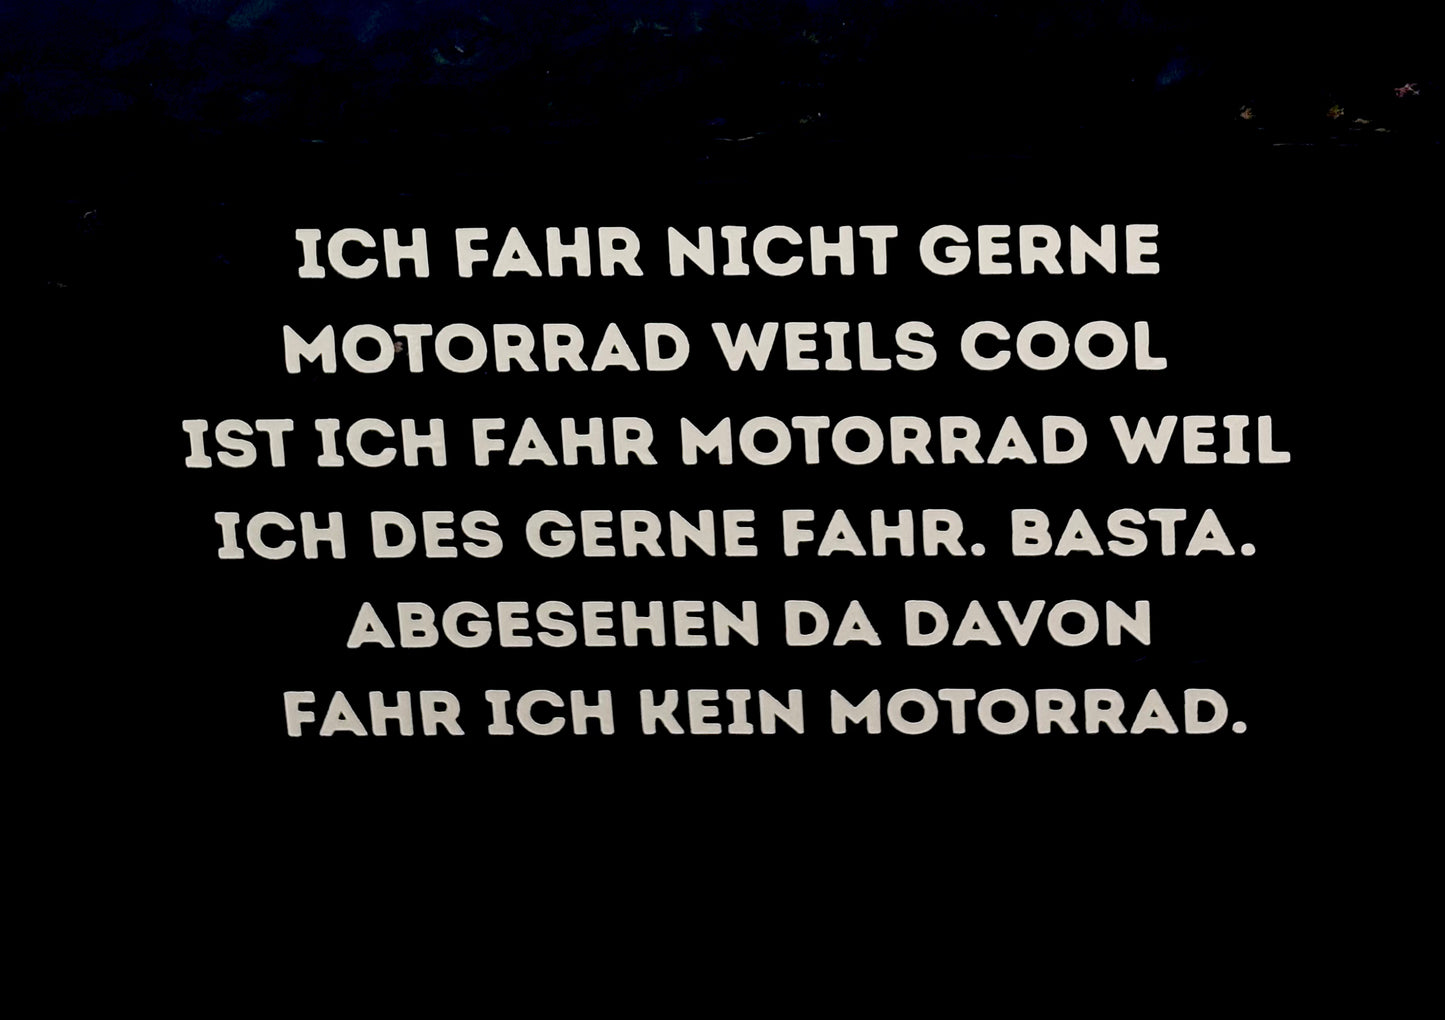 ICH FAHR NICHT GERNE
MOTORRAD WEILS COOL
IST ICH FAHR MOTORRAD WEIL
ICH DES GERNE FAHR. BASTA.
ABGESEHEN DA DAVON
FAHR ICH KEIN MOTORRAD.